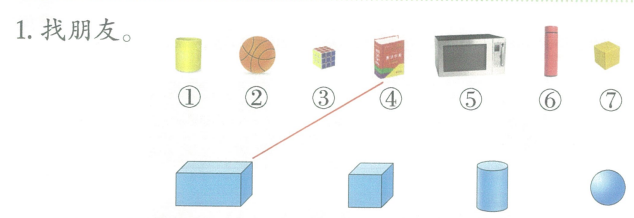 1. 找朋友。
① ② ③ ④ ⑤ ⑥ ⑦